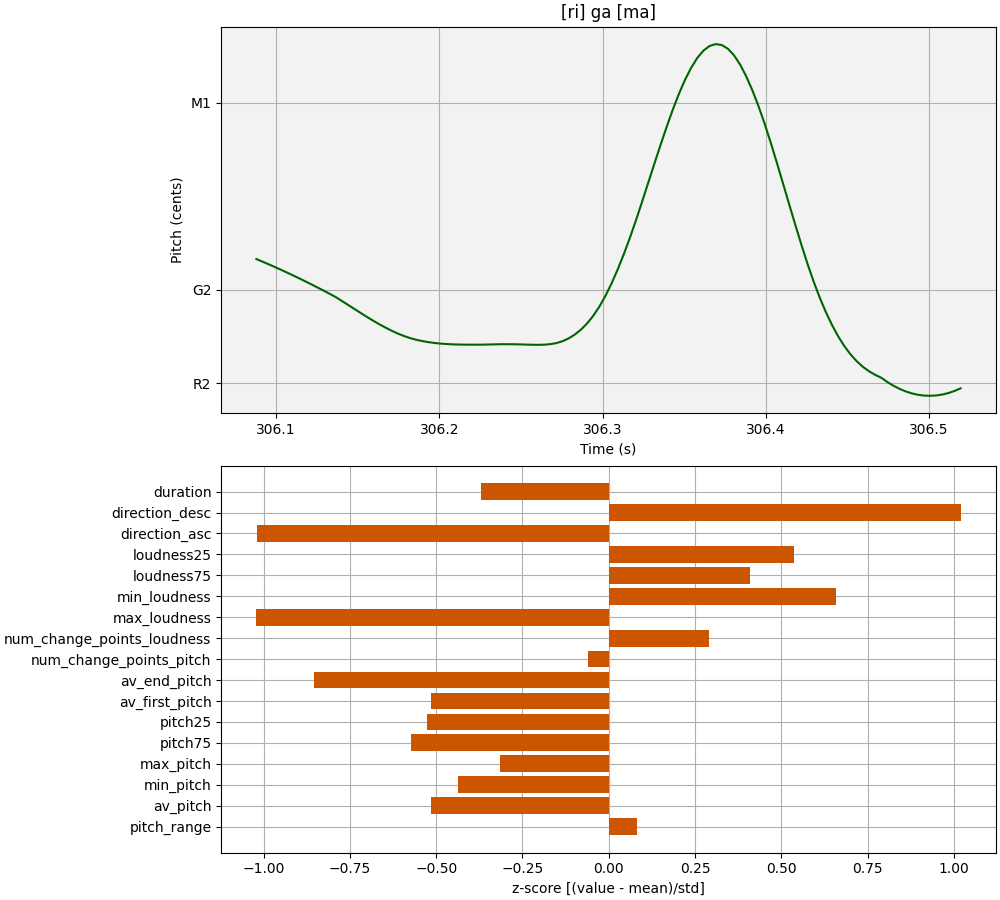 [ri] ga [ma]
M1
G2
R2
Pitch (cents)
306.1 306.2 306.3 306.4 306.5
Time (s)
duration
direction_desc
direction_asc
loudness25
loudness75
min_loudness
max_loudness
num_change_points_loudness
num_change_points_pitch
av_end_pitch
av_first_pitch
pitch25
pitch75
max_pitch
min_pitch
av_pitch
pitch_range
−1.00 −0.75 −0.50 −0.25 0.00 0.25 0.50 0.75 1.00
z-score [(value - mean)/std]